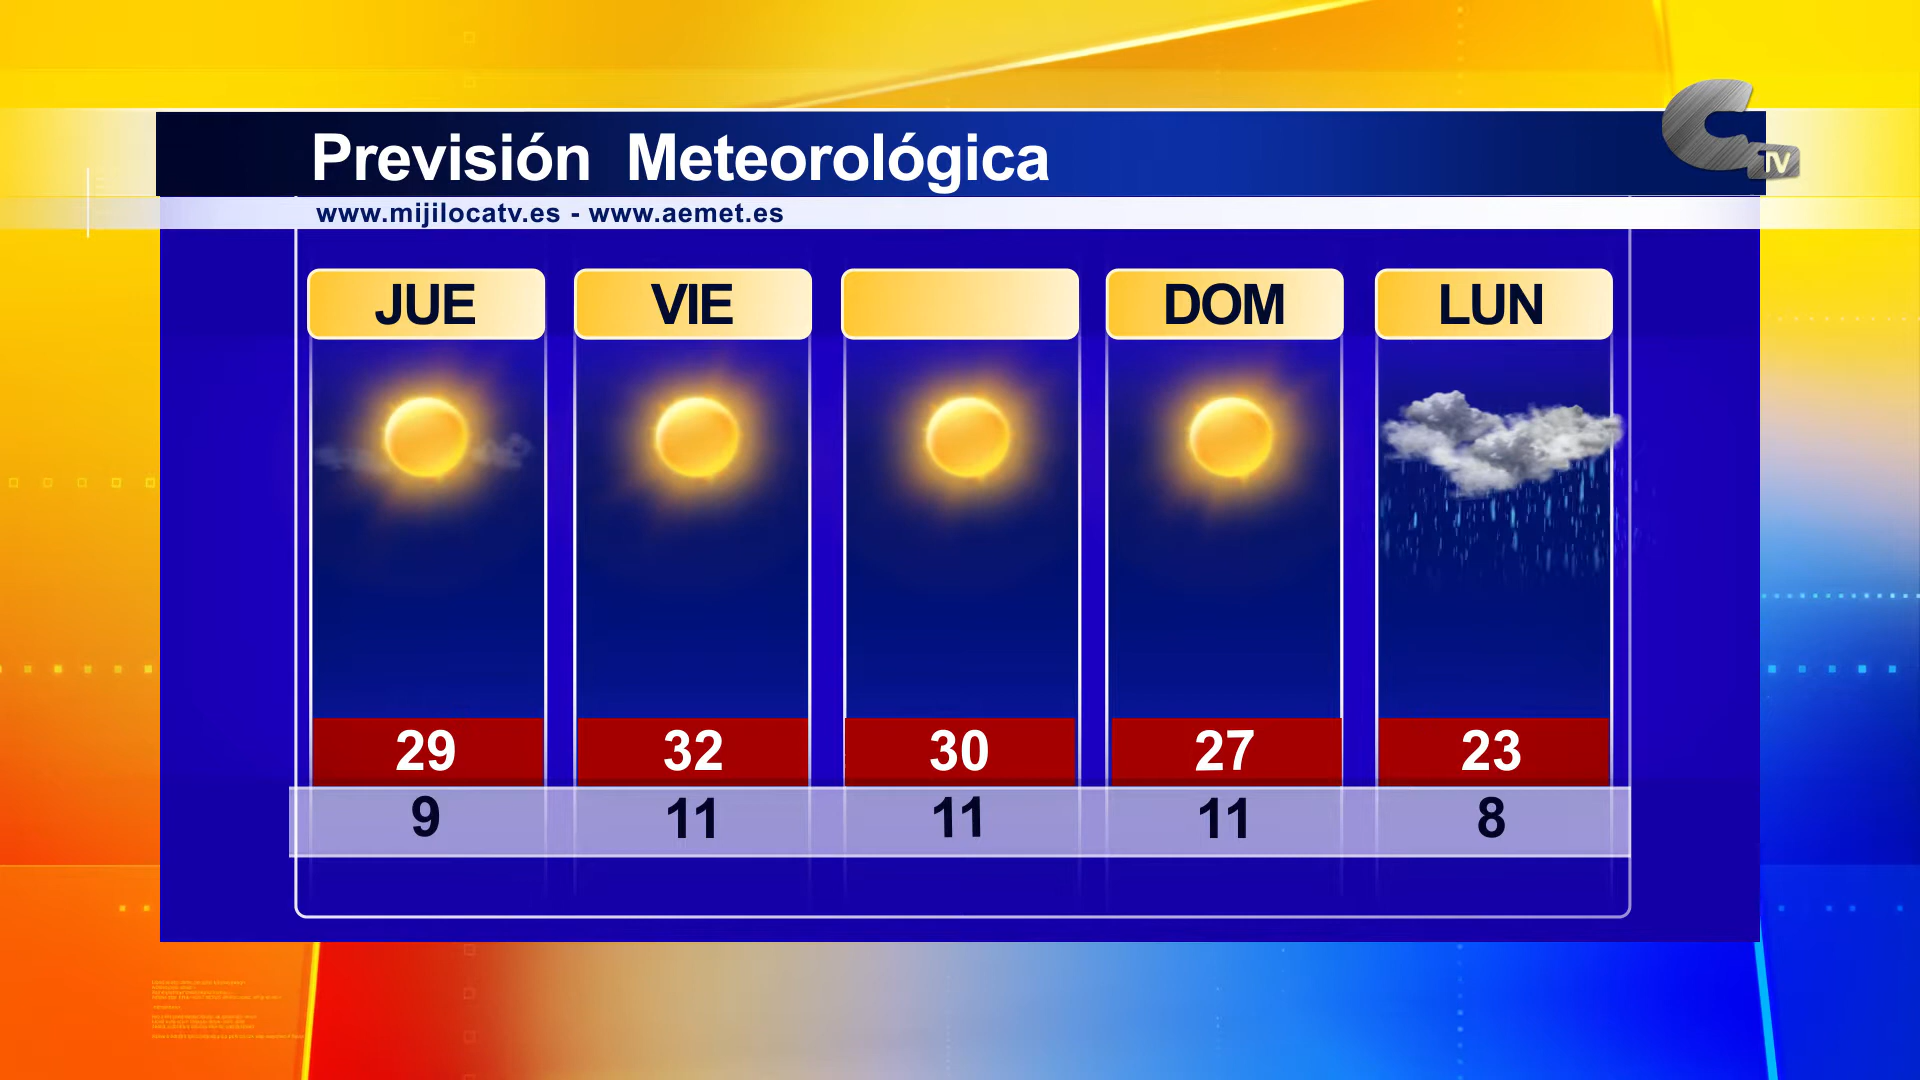 Previsión Meteorológica
TV
www.mijilocatv.es - www.aemet.es
JUE VIE DOM LUN
29 32 30 27 23
9 11 11 11 8